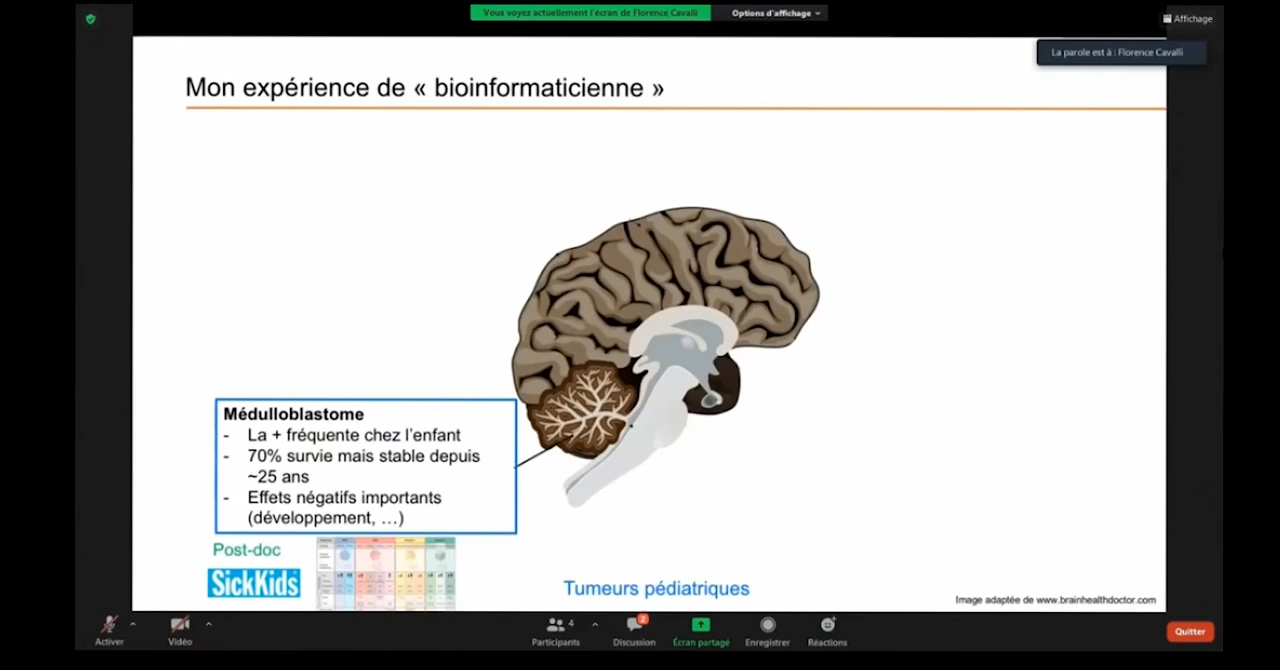 Vous voyez actuellement l'écran de Florence Cavalli
Options d'affichage
Affichage
La parole est à : Florence Cavalli
Mon expérience de « bioinformaticienne »
Médulloblastome
- La + fréquente chez l'enfant
- 70% survie mais stable depuis
~25 ans
- Effets négatifs importants
(développement, ...)
Post-doc
SickKids
Tumeurs pédiatriques
Image adaptée de www.brainhealthdoctor.com
Activer
Vidéo
4
Participants
2
Discussion
Écran partagé
Enregistrer
Réactions
Quitter